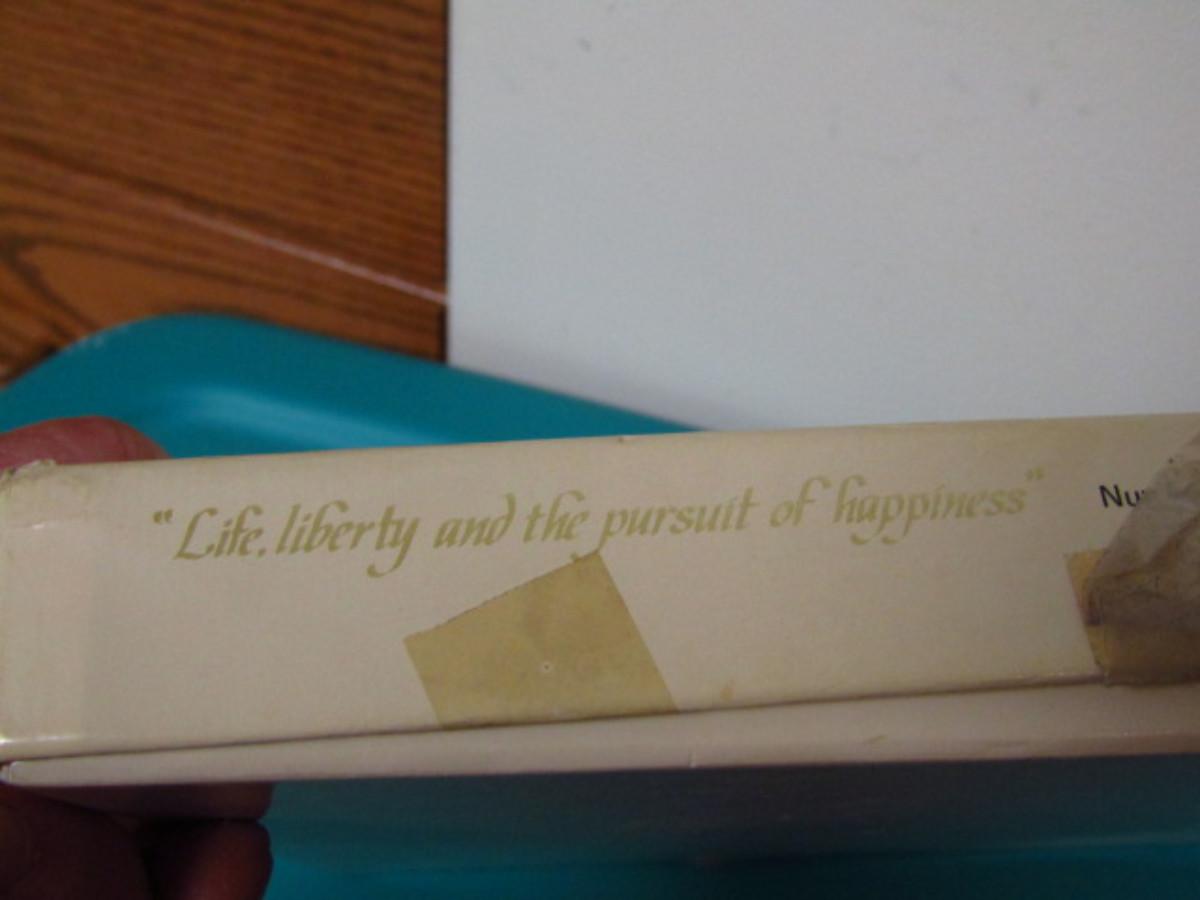 "Life, liberty and the pursuit of happiness"